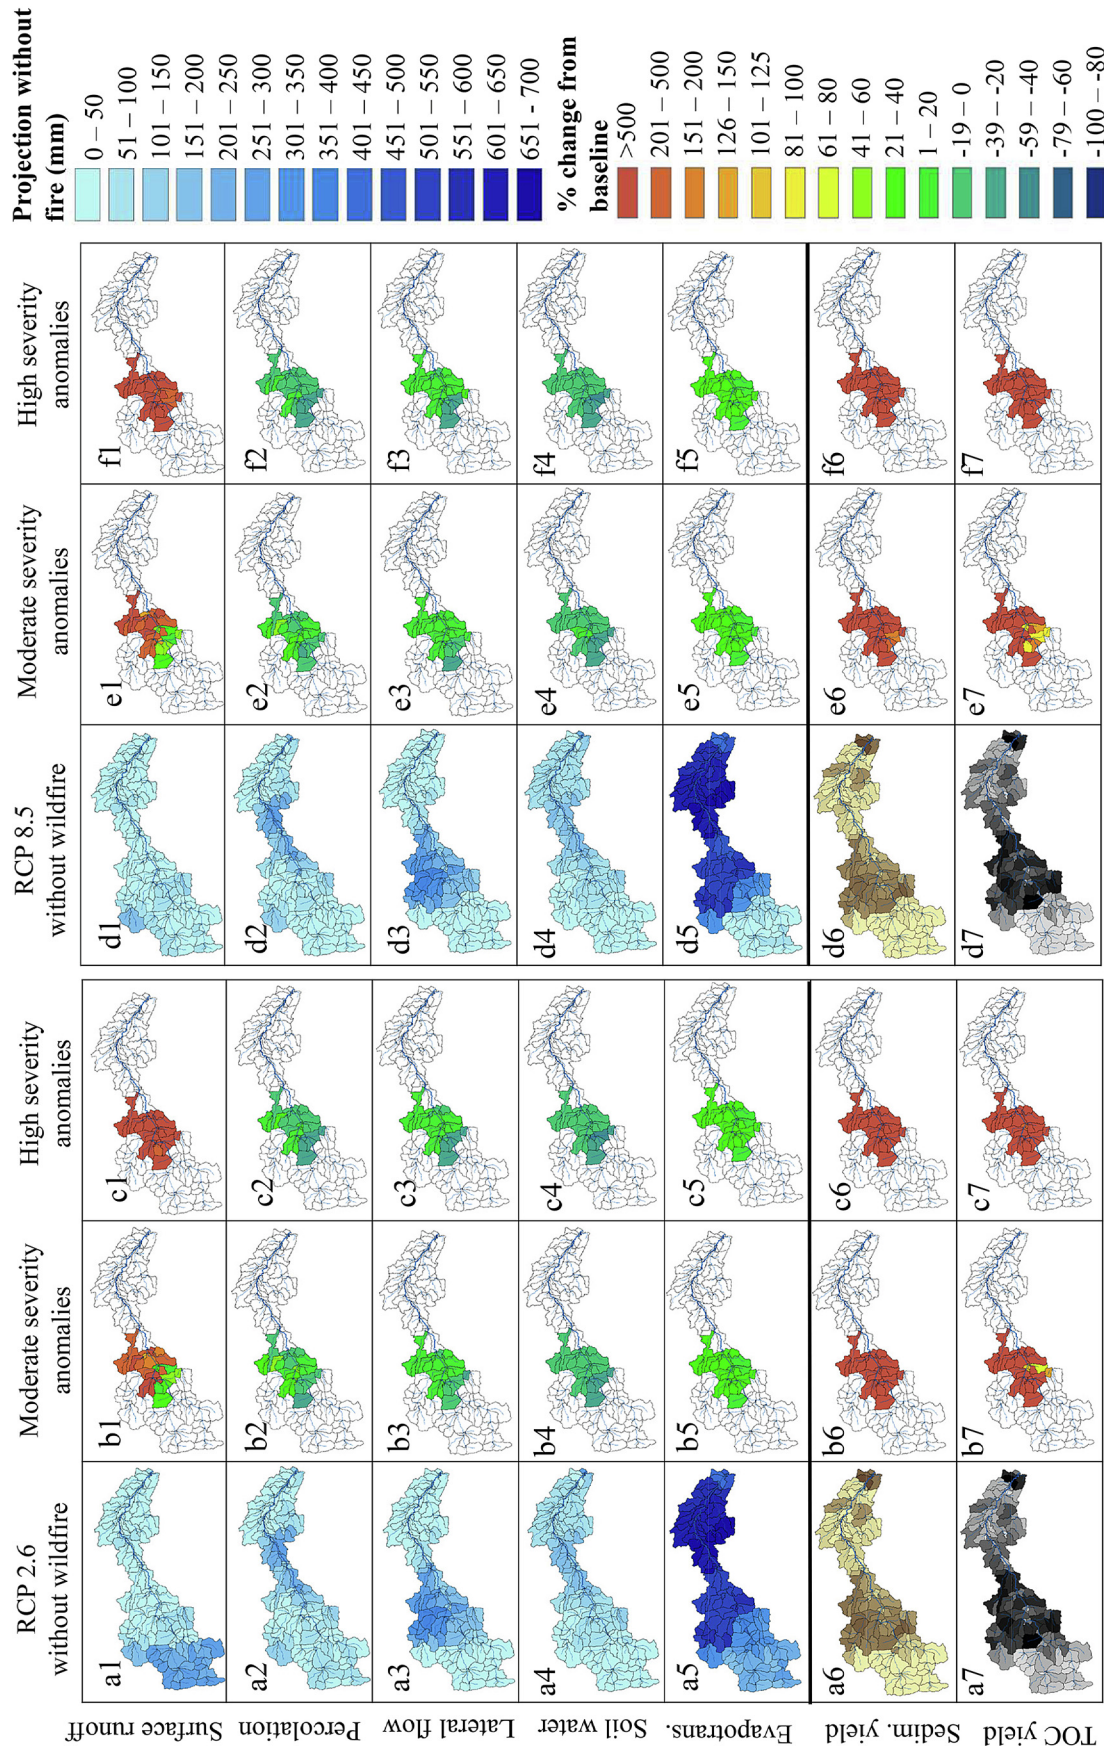 RCP 2.6
without wildfire
Moderate severity
anomalies
High severity
anomalies
RCP 8.5
without wildfire
Moderate severity
anomalies
High severity
anomalies
Surface runoff
a1
b1
c1
d1
e1
f1
Percolation
a2
b2
c2
d2
e2
f2
Lateral flow
a3
b3
c3
d3
e3
f3
Soil water
a4
b4
c4
d4
e4
f4
Evapotrans.
a5
b5
c5
d5
e5
f5
Sedim. yield
a6
b6
c6
d6
e6
f6
TOC yield
a7
b7
c7
d7
e7
f7
Projection without
fire (mm)
0 – 50
51 – 100
101 – 150
151 – 200
201 – 250
251 – 300
301 – 350
351 – 400
401 – 450
451 – 500
501 – 550
551 – 600
601 – 650
651 - 700
% change from
baseline
>500
201 – 500
151 – 200
126 – 150
101 – 125
81 – 100
61 – 80
41 – 60
21 – 40
1 – 20
-19 – 0
-39 – -20
-59 – -40
-79 – -60
-100 – -80